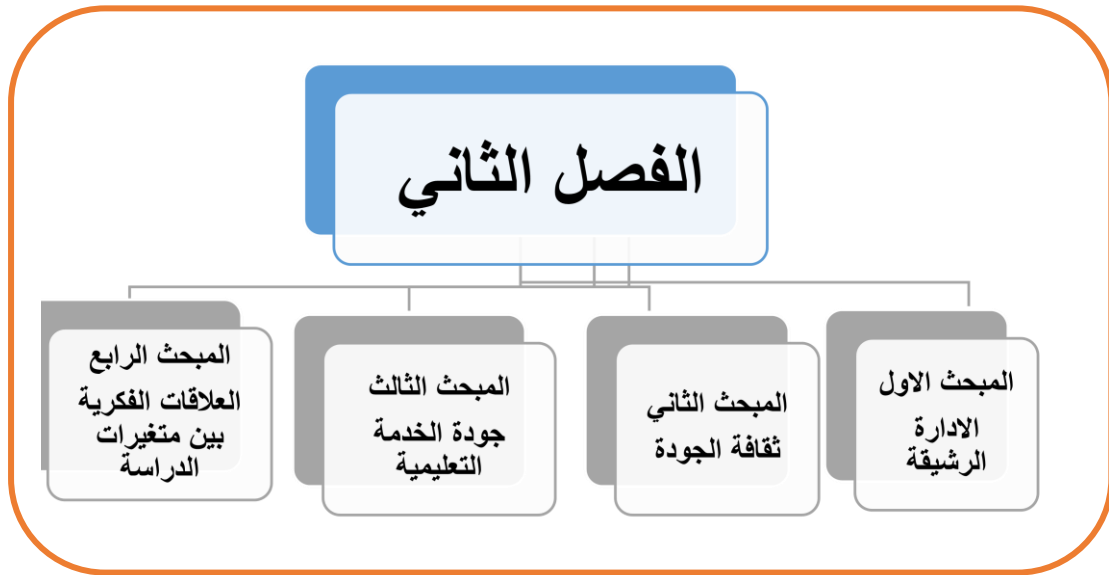 الفصل الثاني
المبحث الاول
الادارة
الرشيقة
المبحث الثاني
ثقافة الجودة
المبحث الثالث
جودة الخدمة
التعليمية
المبحث الرابع
العلاقات الفكرية
بين متغيرات
الدراسة